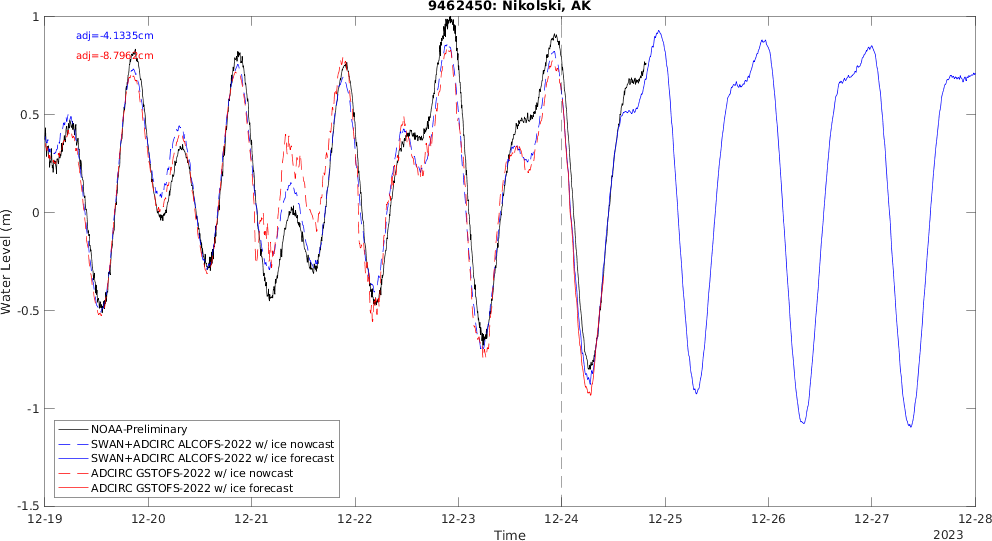 9462450: Nikolski, AK
adj=-4.1335cm
adj=-8.7962cm
1
0.5
0
-0.5
-1
-1.5
Water Level (m)
NOAA-Preliminary
SWAN+ADCIRC ALCOFS-2022 w/ ice nowcast
SWAN+ADCIRC ALCOFS-2022 w/ ice forecast
ADCIRC GSTOFS-2022 w/ ice nowcast
ADCIRC GSTOFS-2022 w/ ice forecast
12-19 12-20 12-21 12-22 12-23 12-24 12-25 12-26 12-27 12-28
Time
2023